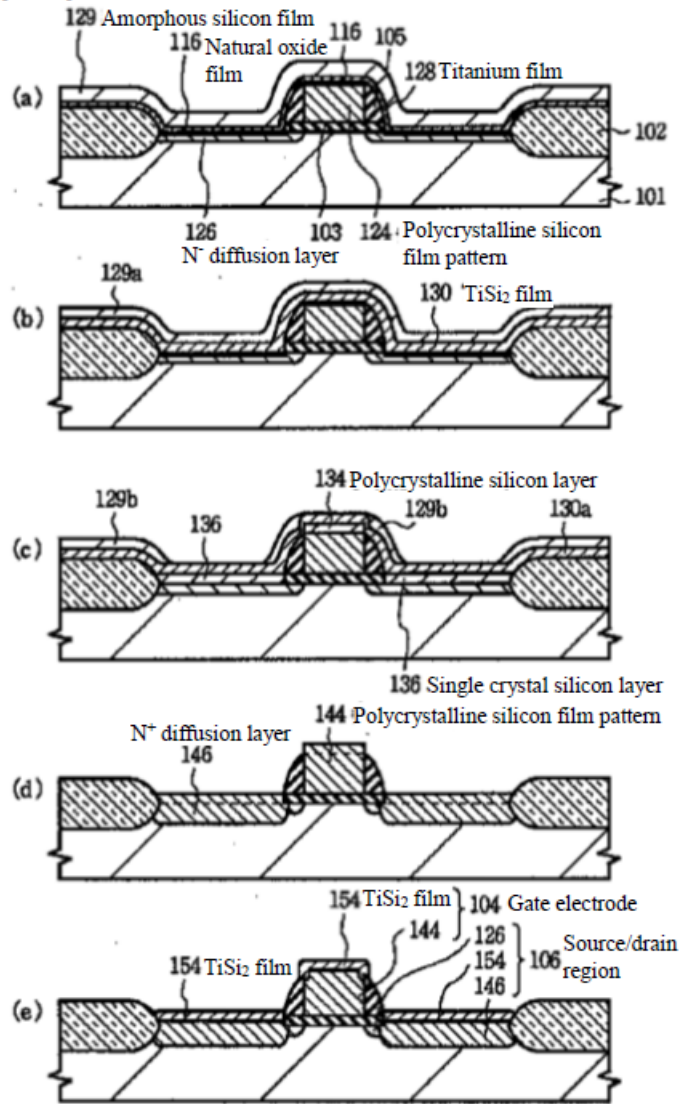 129 Amorphous silicon film
116 Natural oxide
film
116
105
128 Titanium film
(a)
102
101
126
103
124 Polycrystalline silicon
film pattern
N- diffusion layer
129a
130 TiSi2 film
(b)
134 Polycrystalline silicon layer
129b
136
129b
130a
(c)
136 Single crystal silicon layer
144 Polycrystalline silicon film pattern
N+ diffusion layer
146
(d)
154 TiSi2 film
104 Gate electrode
144
126
154 TiSi2 film
154
106
Source/drain
region
146
(e)